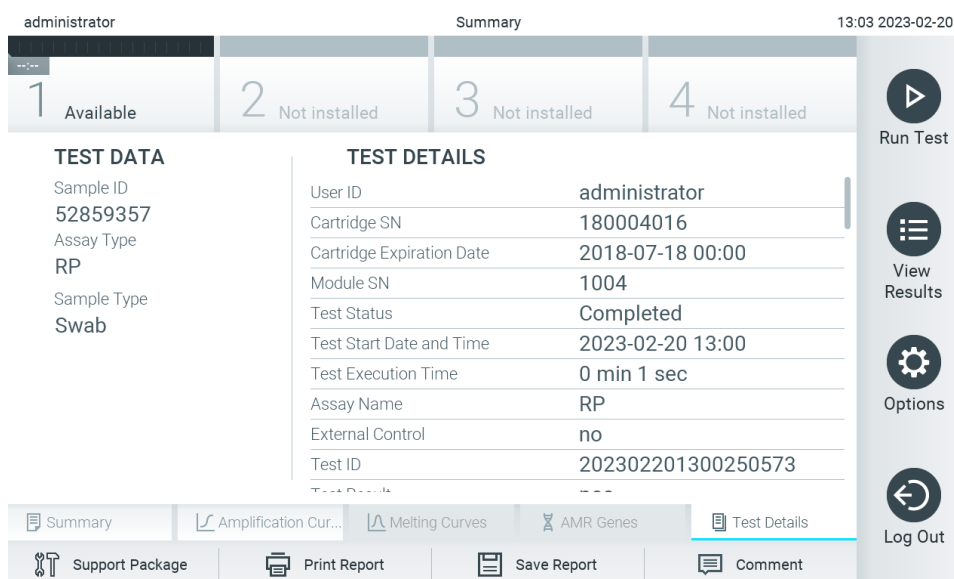 administrator Summary 13:03 2023-02-20
--:--
1 Available 2 Not installed 3 Not installed 4 Not installed
Run Test
TEST DATA
Sample ID
52859357
Assay Type
RP
Sample Type
Swab
TEST DETAILS
User ID administrator
Cartridge SN 180004016
Cartridge Expiration Date 2018-07-18 00:00
Module SN 1004
Test Status Completed
Test Start Date and Time 2023-02-20 13:00
Test Execution Time 0 min 1 sec
Assay Name RP
External Control no
Test ID 202302201300250573
Test Result
View
Results
Options
Log Out
Summary Amplification Cur... Melting Curves AMR Genes Test Details
Support Package Print Report Save Report Comment